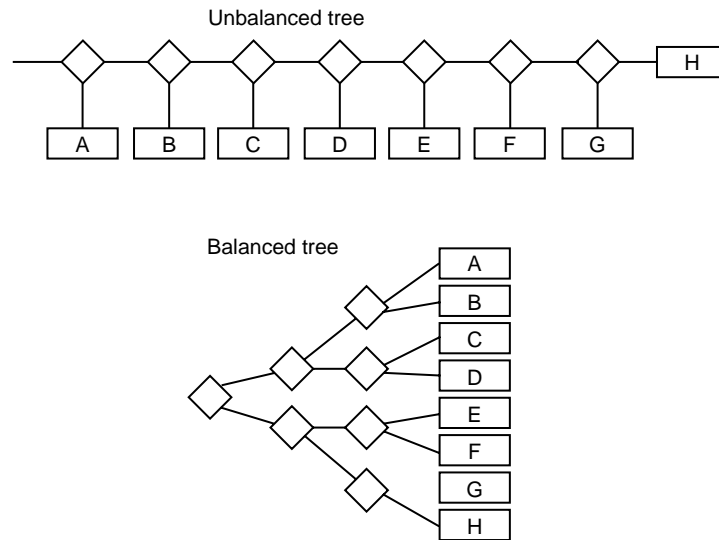 Unbalanced tree
H
A B C D E F G
Balanced tree
A
B
C
D
E
F
G
H